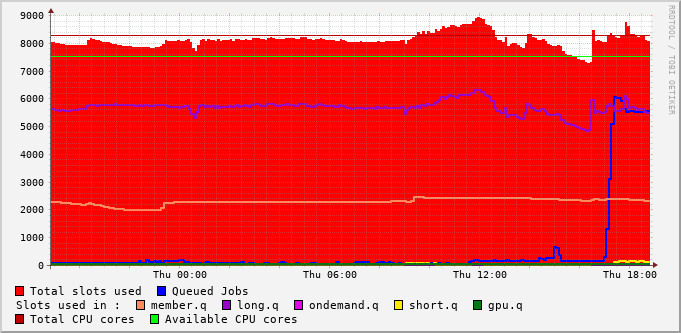 9000
8000
7000
6000
5000
4000
3000
2000
1000
0
Thu 00:00 Thu 06:00 Thu 12:00 Thu 18:00
RRDTOOL / TOBI OETIKER
Total slots used Queued Jobs
Slots used in : member.q long.q ondemand.q short.q gpu.q
Total CPU cores Available CPU cores